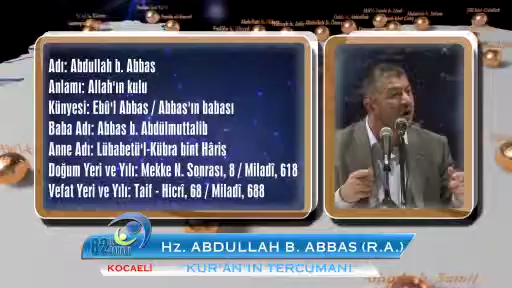 Adı: Abdullah b. Abbas
Anlamı: Allah'ın kulu
Künyesi: Ebü'l Abbas / Abbas'ın babası
Baba Adı: Abbas b. Abdülmuttalib
Anne Adı: Lübabetü'l-Kübra bint Hâris
Doğum Yeri ve Yılı: Mekke N. Sonrası, 8 / Miladî, 618
Vefat Yeri ve Yılı: Taif - Hicrî, 68 / Miladî, 688
Hz. ABDULLAH B. ABBAS (R.A.)
KOCAELİ
KUR'AN'IN TERCÜMANI